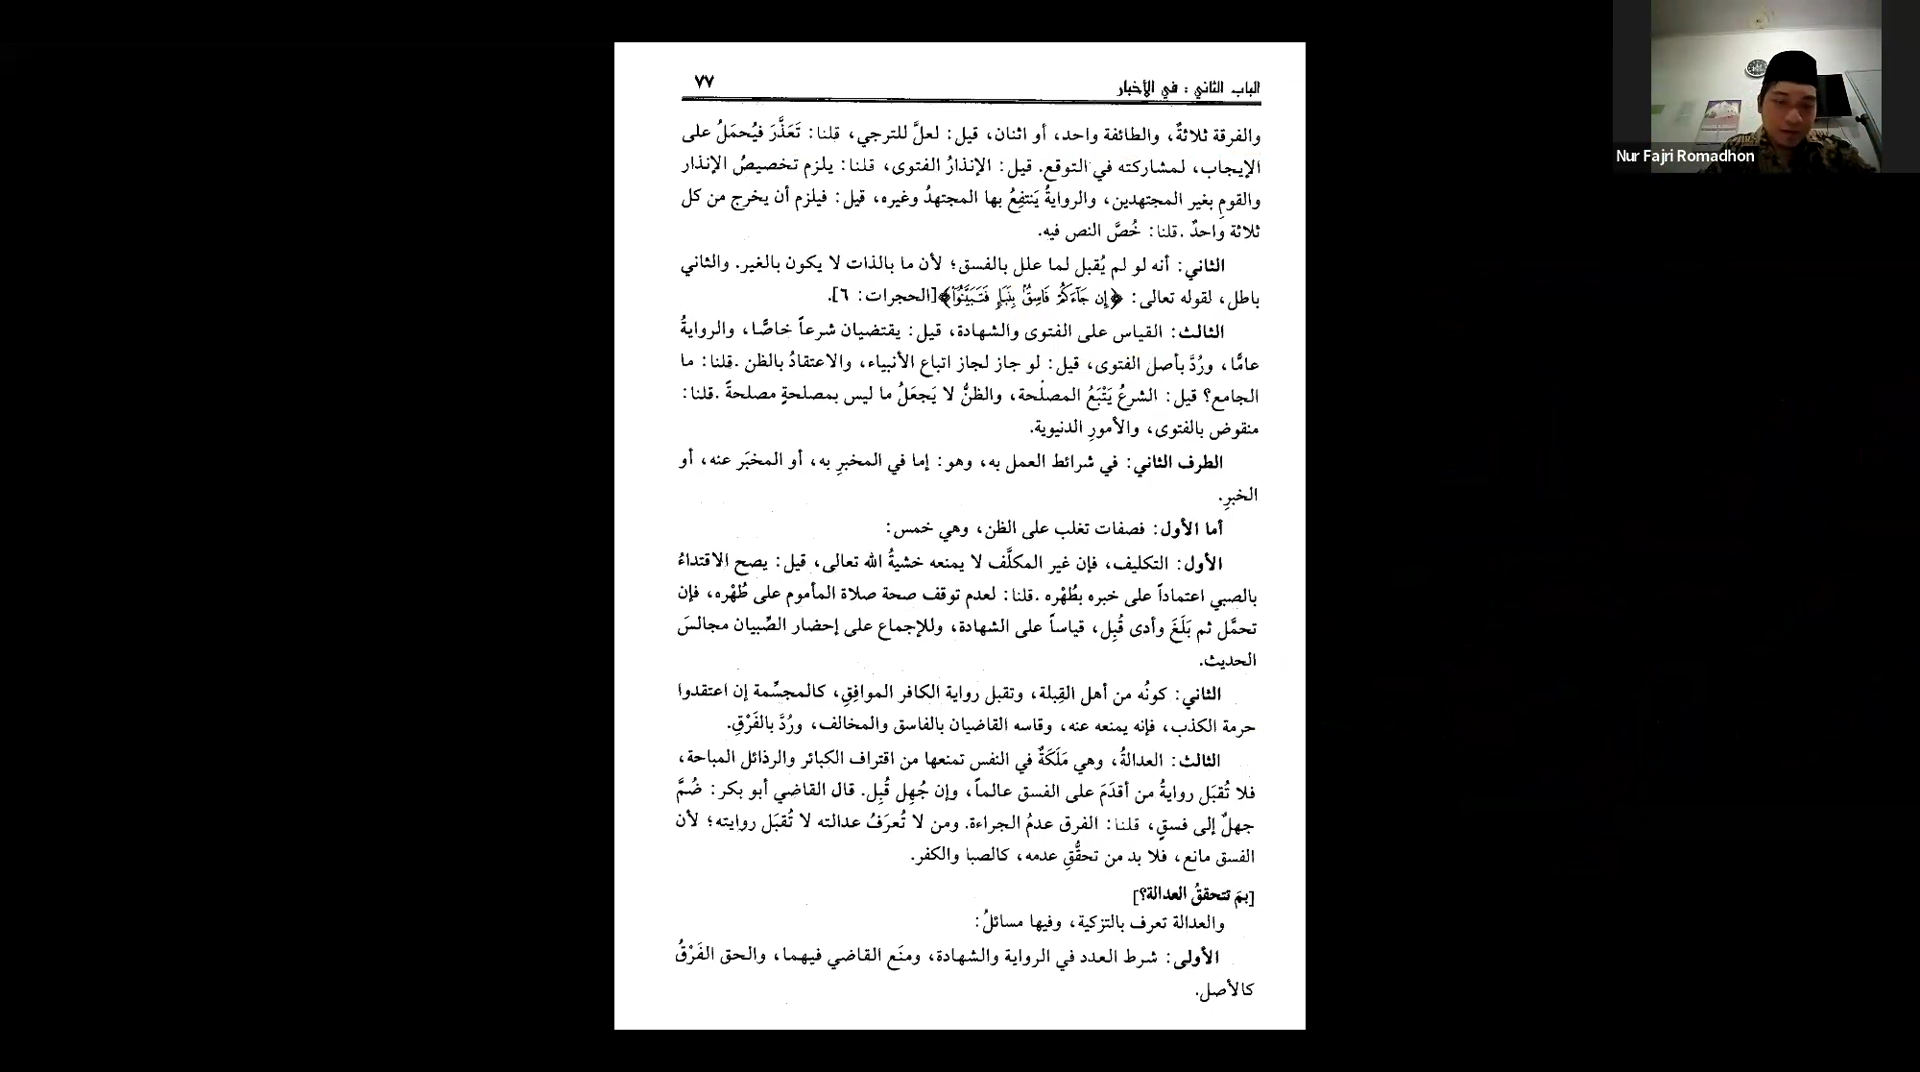 الباب الثاني : في الأخبار ٧٧
والفرقة ثلاثةٌ، والطائفة واحد، أو اثنان، قيل: لعلَّ للترجي، قلنا: تَعَذَّرَ فيُحمَلُ على
الإيجاب، لمشاركته في التوقع. قيل: الإنذارُ الفتوى، قلنا: يلزم تخصيصُ الإنذار
والقومِ بغير المجتهدين، والروايةُ يَنتفِعُ بها المجتهدُ وغيره، قيل: فيلزم أن يخرج من كل
ثلاثة واحدٌ .قلنا: خُصَّ النص فيه.
الثاني: أنه لو لم يُقبل لما علل بالفسق؛ لأن ما بالذات لا يكون بالغير. والثاني
باطل، لقوله تعالى: ﴿إِن جَآءَكُمۡ فَاسِقُۢ بِنَبَإٖ فَتَبَيَّنُوٓاْ﴾[الحجرات: ٦].
الثالث: القياس على الفتوى والشهادة، قيل: يقتضيان شرعاً خاصًّا، والروايةُ
عامًّا، ورُدَّ بأصل الفتوى، قيل: لو جاز لجاز اتباع الأنبياء، والاعتقادُ بالظن .قلنا: ما
الجامع؟ قيل: الشرعُ يَتْبَعُ المصلْحة، والظنُّ لا يَجعَلُ ما ليس بمصلحةٍ مصلحةً .قلنا:
منقوض بالفتوى، والأمورِ الدنيوية.
الطرف الثاني: في شرائط العمل به، وهو: إما في المخبرِ به، أو المخبَر عنه، أو
الخبرِ.
أما الأول: فصفات تغلب على الظن، وهي خمس:
الأول: التكليف، فإن غير المكلَّف لا يمنعه خشيةُ الله تعالى، قيل: يصح الاقتداءُ
بالصبي اعتماداً على خبره بطُهْره .قلنا: لعدم توقف صحة صلاة المأموم على طُهْره، فإن
تحمَّل ثم بَلَغَ وأدى قُبِل، قياساً على الشهادة، وللإجماع على إحضار الصِّبيان مجالسَ
الحديث.
الثاني: كونُه من أهل القِبلة، وتقبل رواية الكافر الموافِقِ، كالمجسِّمة إن اعتقدوا
حرمة الكذب، فإنه يمنعه عنه، وقاسه القاضيان بالفاسق والمخالف، ورُدَّ بالفَرْقِ.
الثالث: العدالةُ، وهي مَلَكَةٌ في النفس تمنعها من اقتراف الكبائر والرذائل المباحة،
فلا تُقبَل روايةُ من أقدَمَ على الفسق عالماً، وإن جُهِل قُبِل. قال القاضي أبو بكر: ضُمَّ
جهلٌ إلى فسقٍ، قلنا: الفرق عدمُ الجراءة. ومن لا تُعرَفُ عدالته لا تُقبَل روايته؛ لأن
الفسق مانع، فلا بد من تحقُّقِ عدمه، كالصبا والكفر.
[بمَ تتحققُ العدالة؟]
والعدالة تعرف بالتزكية، وفيها مسائلُ:
الأولى: شرط العدد في الرواية والشهادة، ومنَع القاضي فيهما، والحق الفَرْقُ
كالأصل.
Nur Fajri Romadhon